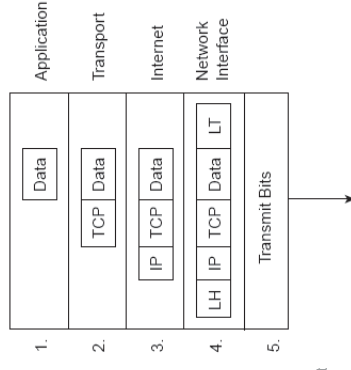 1. Data Application
2. TCP Data Transport
3. IP TCP Data Internet
4. LH IP TCP Data LT Network
Interface
5. Transmit Bits